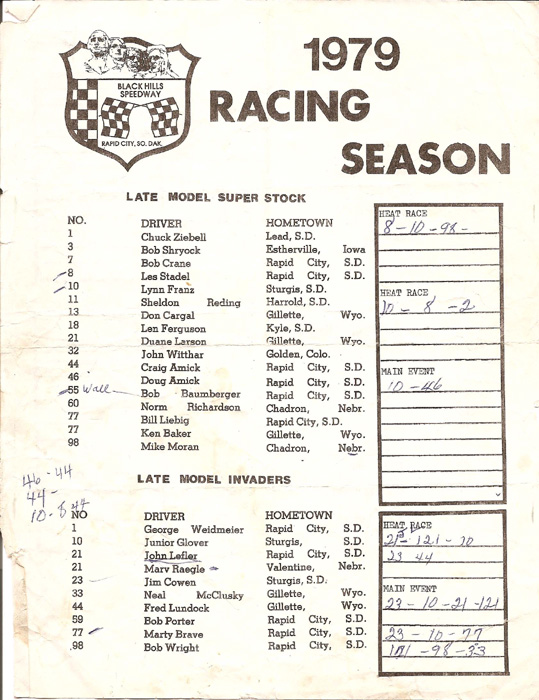 1979
RACING
SEASON
BLACK HILLS
SPEEDWAY
RAPID CITY, SO. DAK.
LATE MODEL SUPER STOCK
NO. DRIVER HOMETOWN
1 Chuck Ziebell Lead, S.D.
3 Bob Shryock Estherville, Iowa
7 Bob Crane Rapid City, S.D.
8 Les Stadel Rapid City, S.D.
10 Lynn Franz Sturgis, S.D.
11 Sheldon Reding Harrold, S.D.
13 Don Cargal Gillette, Wyo.
18 Len Ferguson Kyle, S.D.
21 Duane Larson Gillette, Wyo.
32 John Witthar Golden, Colo.
44 Craig Amick Rapid City, S.D.
46 Doug Amick Rapid City, S.D.
55 Wall Bob Baumberger Rapid City, S.D.
60 Norm Richardson Chadron, Nebr.
77 Bill Liebig Rapid City, S.D.
77 Ken Baker Gillette, Wyo.
98 Mike Moran Chadron, Nebr.
HEAT RACE
8-10-98-
HEAT RACE
10-8-2
MAIN EVENT
10-46
46-44
44-
10-8
LATE MODEL INVADERS
NO DRIVER HOMETOWN
1 George Weidmeier Rapid City, S.D.
10 Junior Glover Sturgis, S.D.
21 John Lefler Rapid City, S.D.
21 Marv Raegle Valentine, Nebr.
23 Jim Cowen Sturgis, S.D.
33 Neal McClusky Gillette, Wyo.
44 Fred Lundock Gillette, Wyo.
59 Bob Porter Rapid City, S.D.
77 Marty Brave Rapid City, S.D.
98 Bob Wright Rapid City, S.D.
HEAT RACE
21-121-10
23 44
MAIN EVENT
23-10-21-121
23-10-77
-98-33